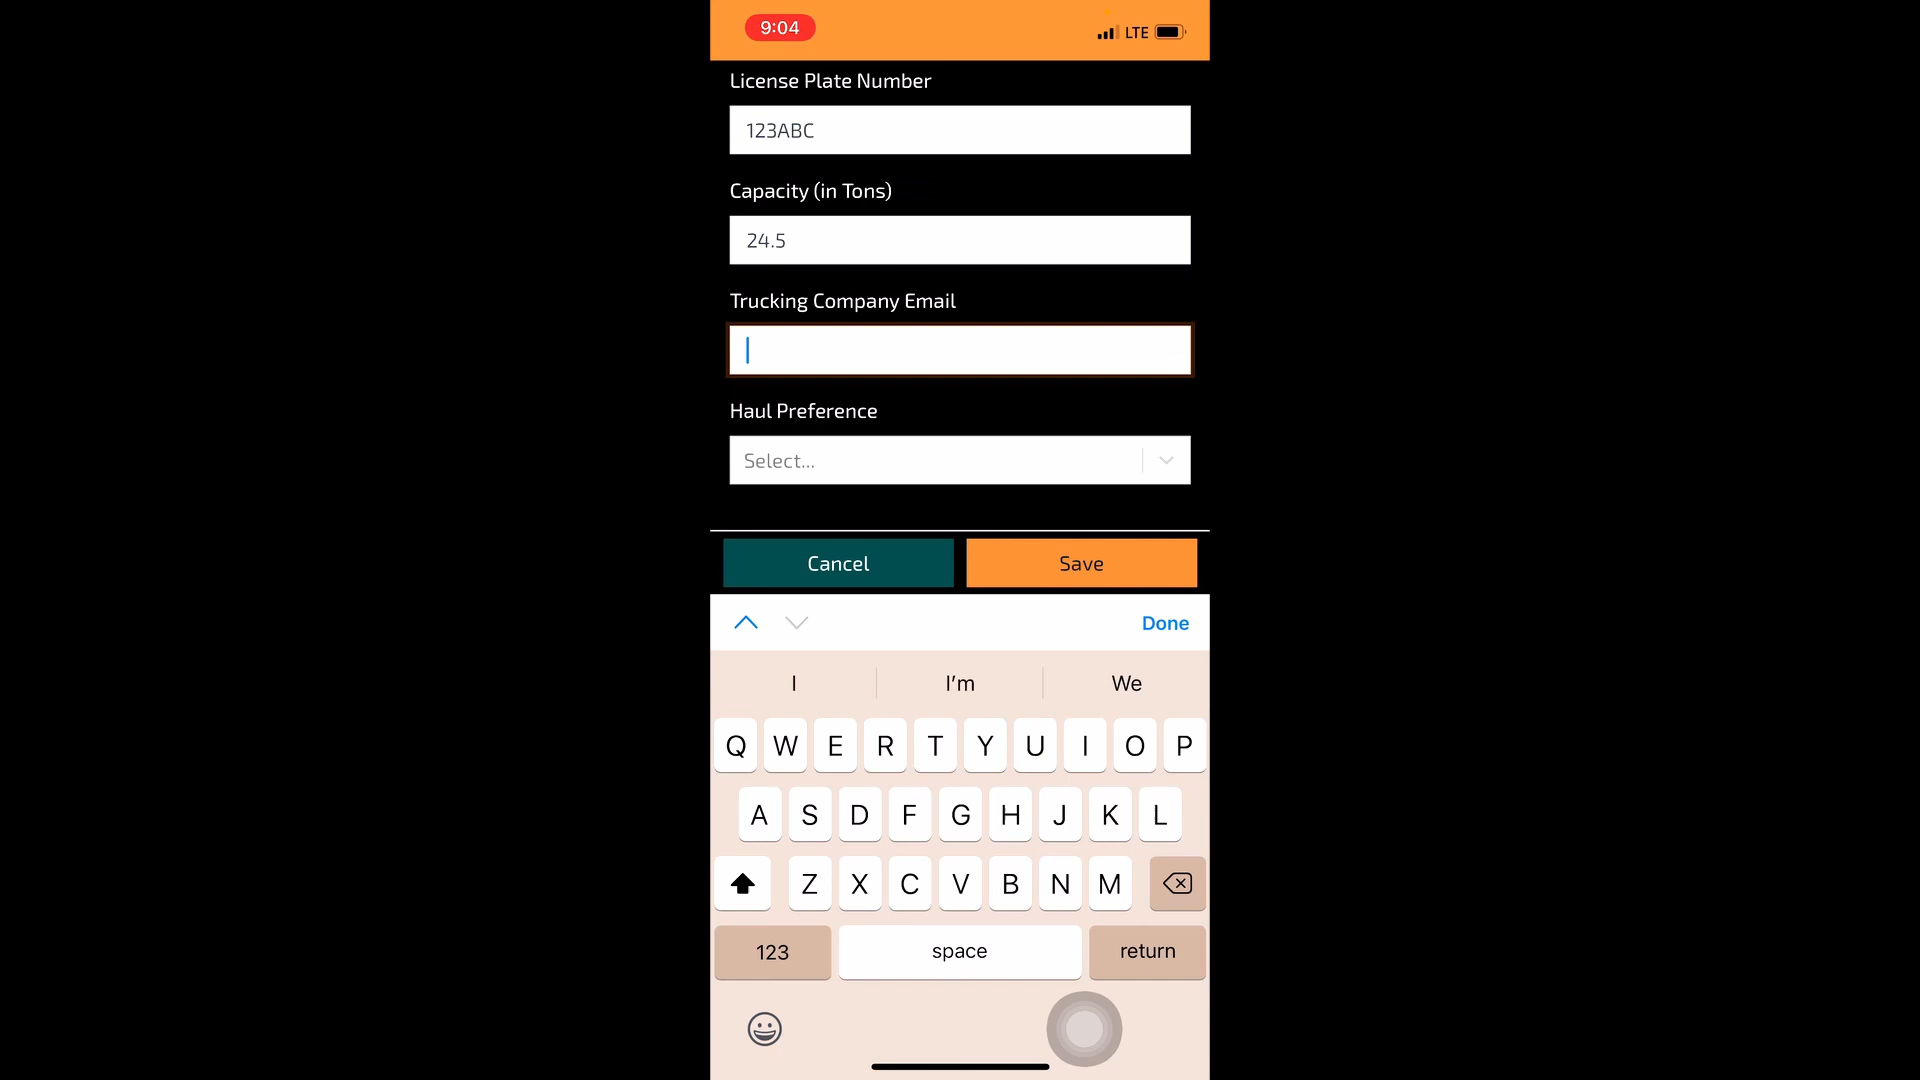 9:04
LTE
License Plate Number
123ABC
Capacity (in Tons)
24.5
Trucking Company Email
Haul Preference
Select...
Cancel
Save
Done
I
I'm
We
Q W E R T Y U I O P
A S D F G H J K L
Z X C V B N M
123
space
return